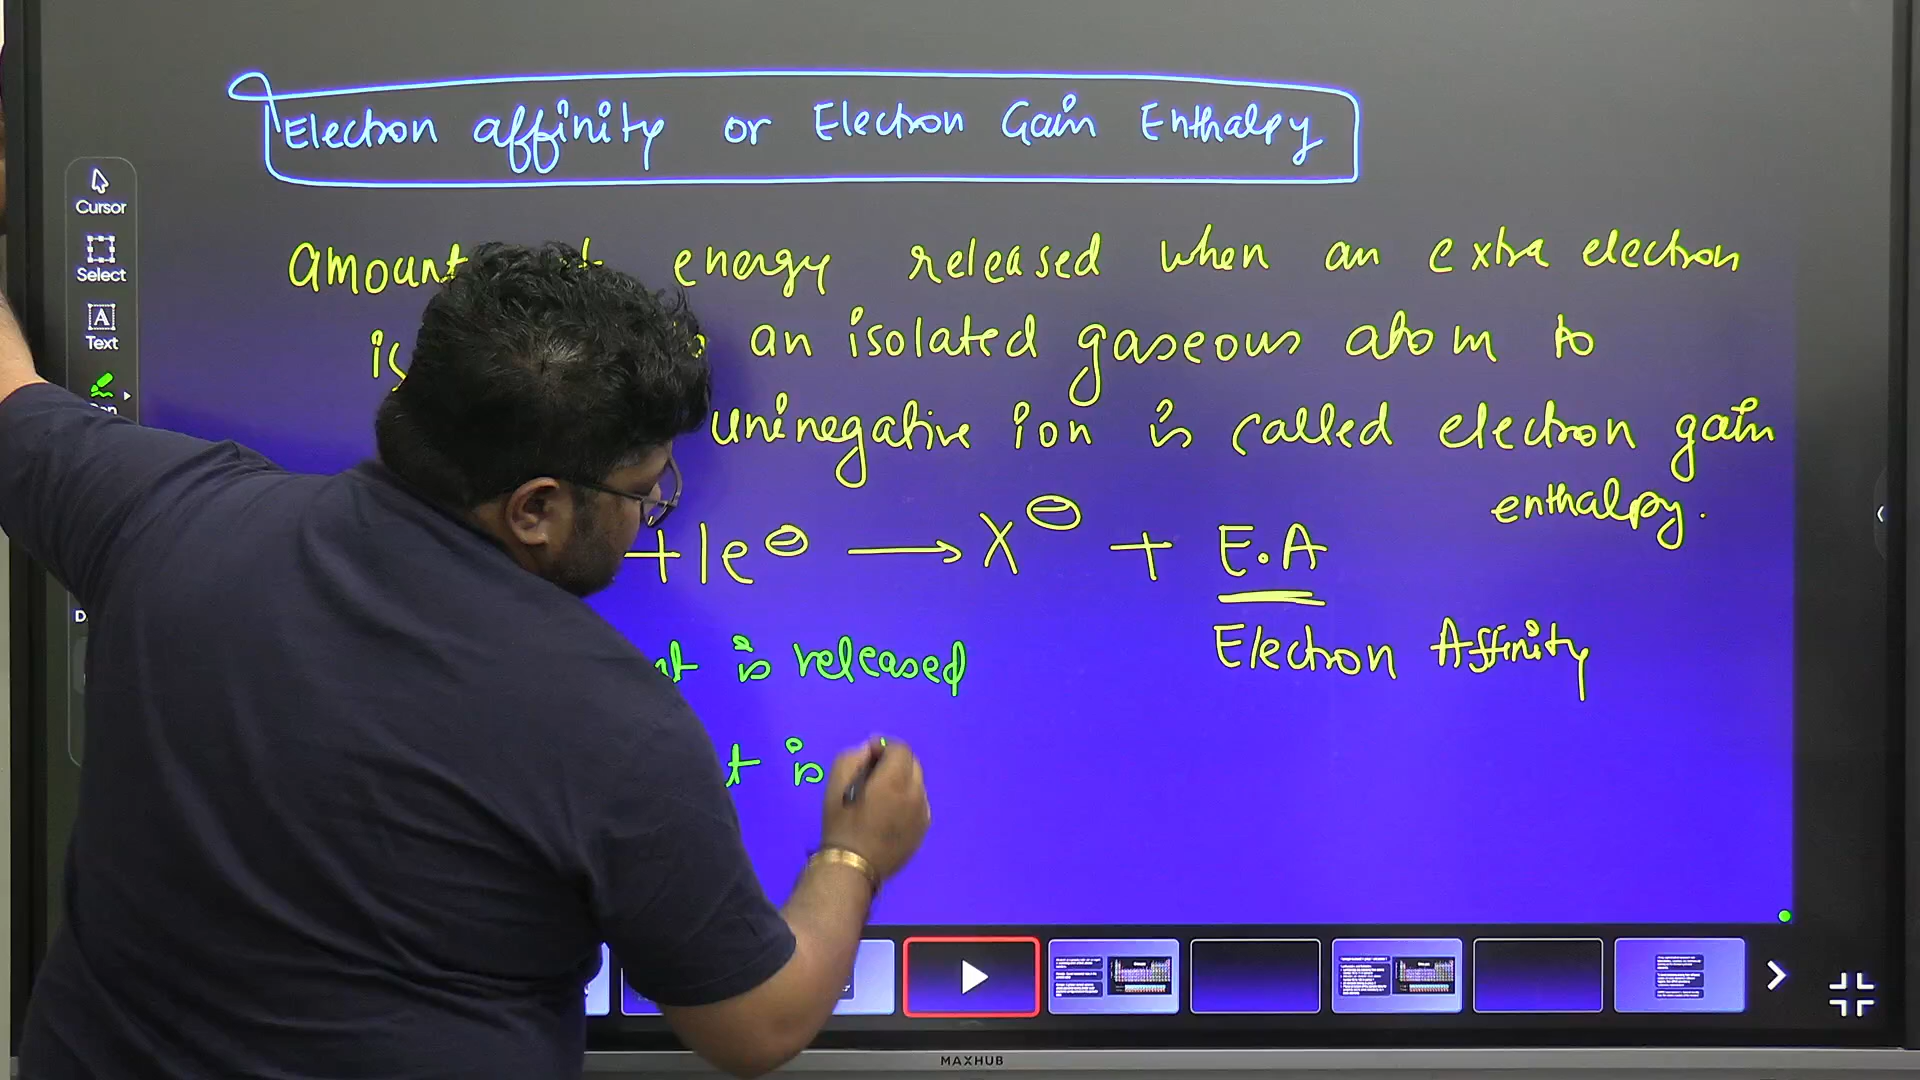 Electron affinity or Electron Gain Enthalpy
Cursor
Select
Text
amount energy released when an extra electron
an isolated gaseous atom to
uninegative ion is called electron gain
enthalpy.
+ 1e⊖ → X⊖ + E.A
is released
Electron Affinity
is
MAXHUB